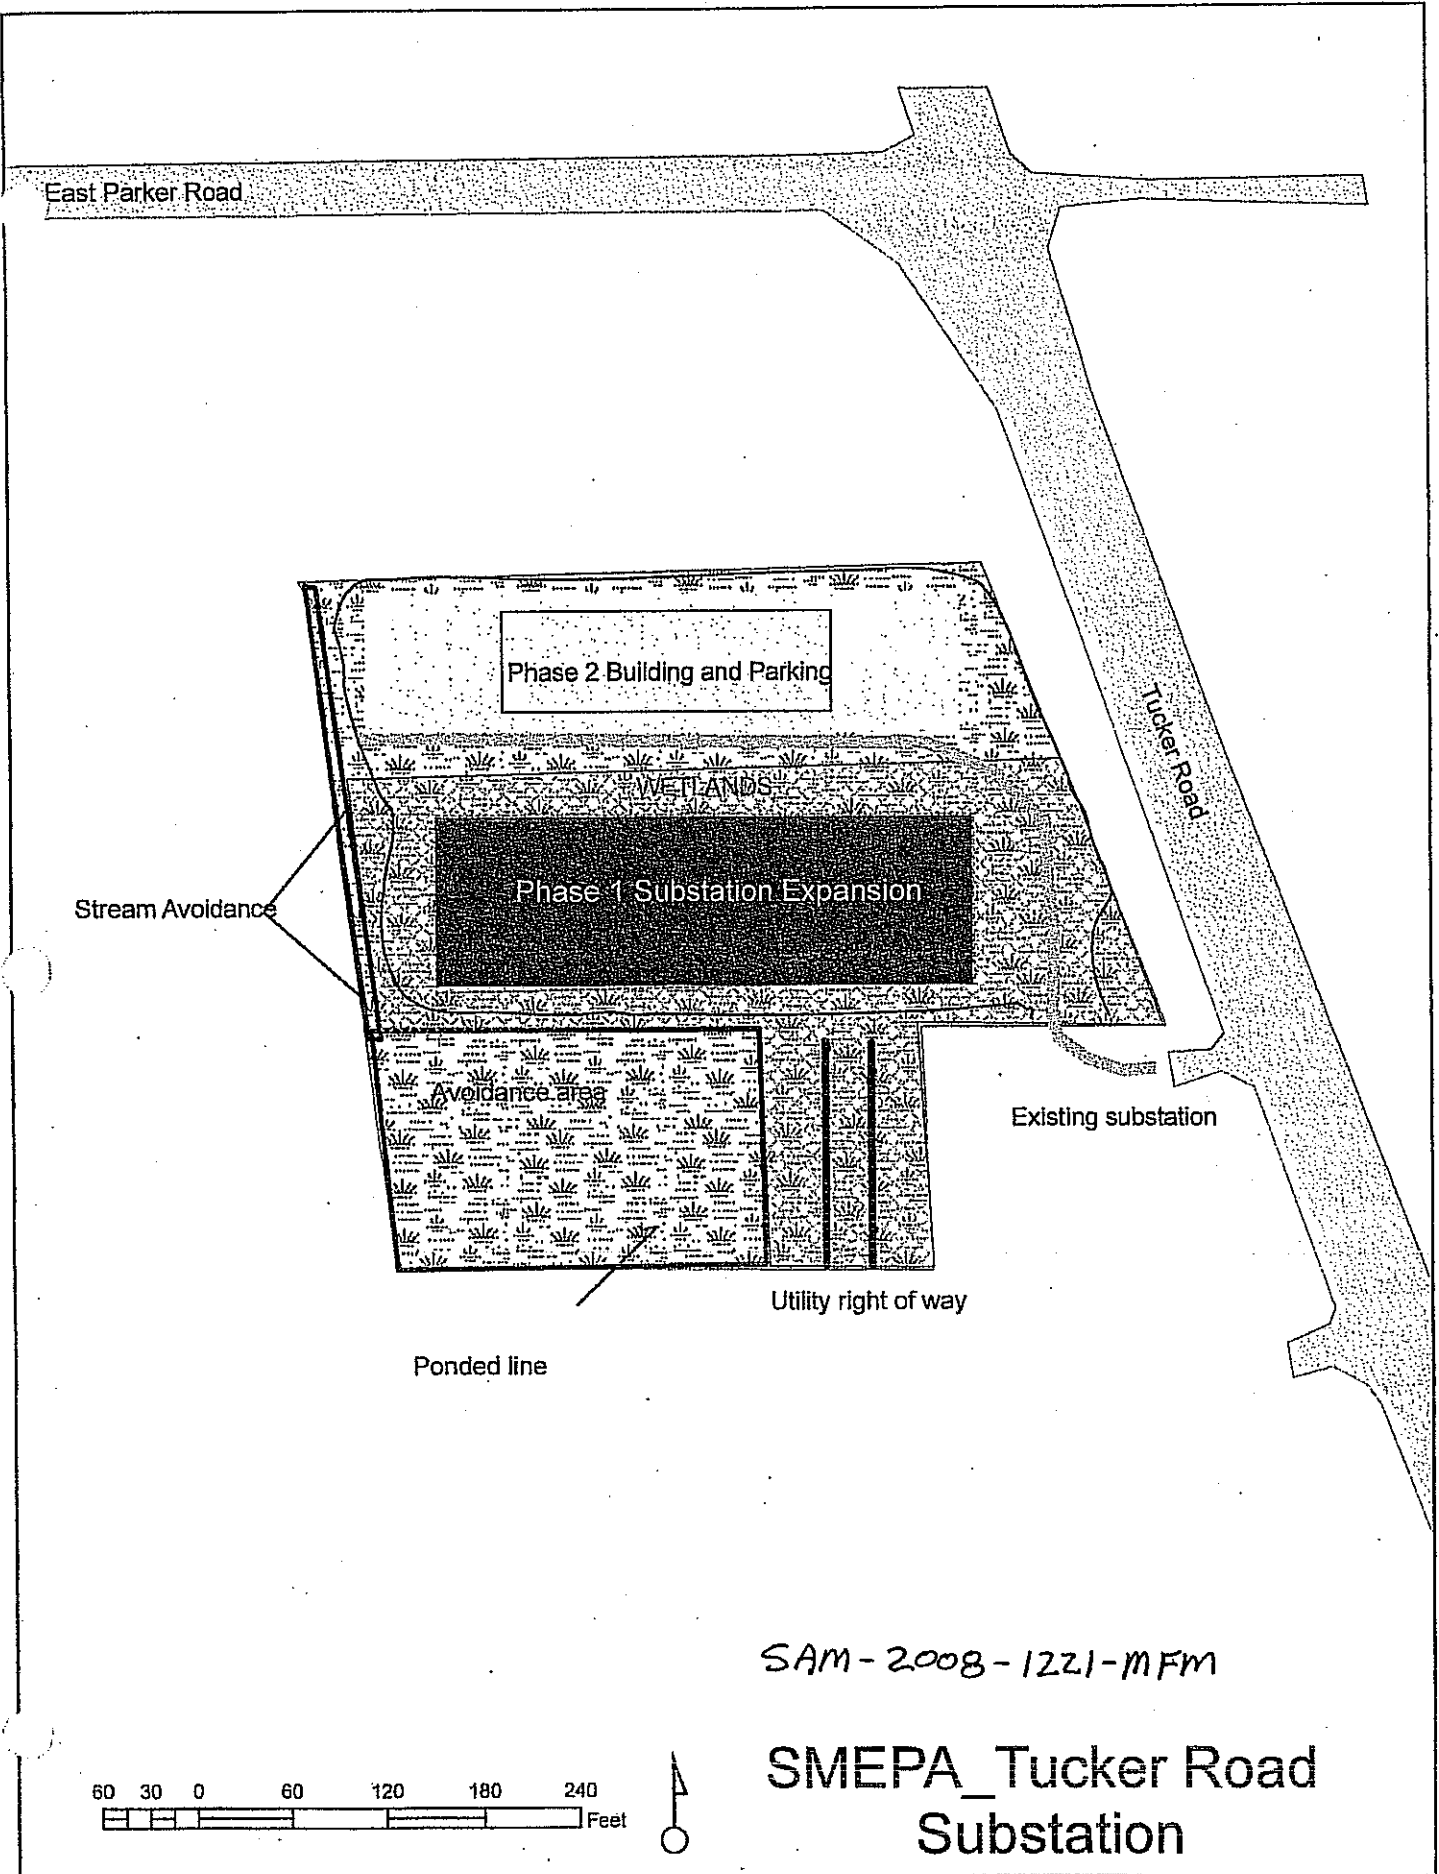 East Parker Road
Phase 2 Building and Parking
Tucker Road
WETLANDS
Phase 1 Substation Expansion
Stream Avoidance
Avoidance area
Existing substation
Utility right of way
Ponded line
SAM-2008-1221-MFM
SMEPA_Tucker Road
Substation
60 30 0 60 120 180 240
Feet